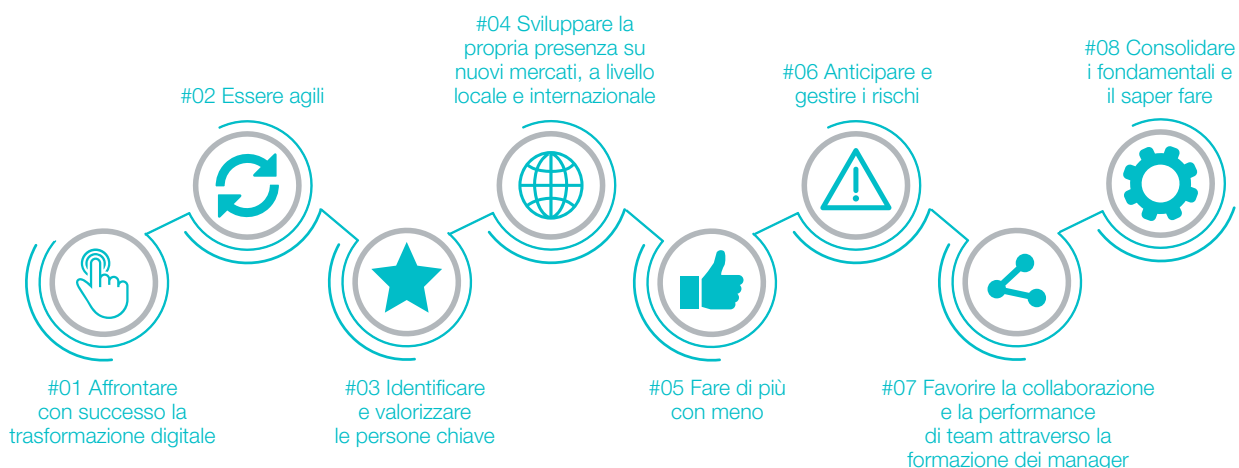 #01 Affrontare
con successo la
trasformazione digitale
#02 Essere agili
#03 Identificare
e valorizzare
le persone chiave
#04 Sviluppare la
propria presenza su
nuovi mercati, a livello
locale e internazionale
#05 Fare di più
con meno
#06 Anticipare e
gestire i rischi
#07 Favorire la collaborazione
e la performance
di team attraverso la
formazione dei manager
#08 Consolidare
i fondamentali e
il saper fare